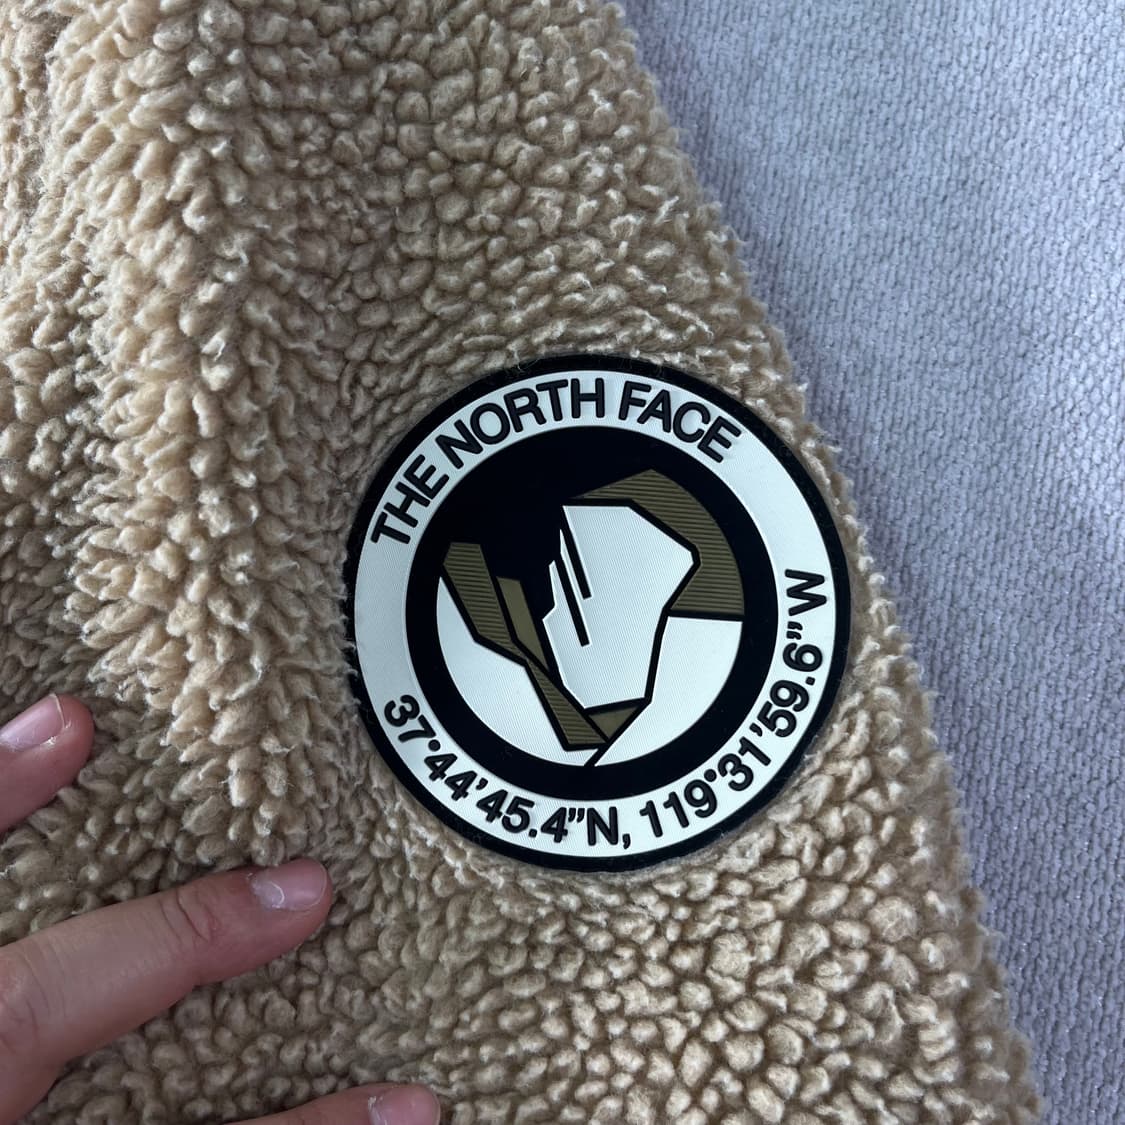 THE NORTH FACE
37°44'45.4”N, 119°31'59.6”W